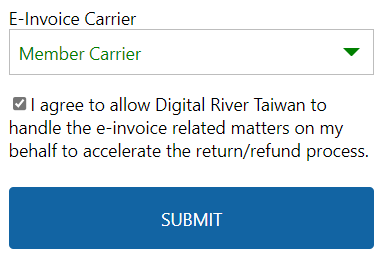 E-Invoice Carrier
Member Carrier
I agree to allow Digital River Taiwan to
handle the e-invoice related matters on my
behalf to accelerate the return/refund process.
SUBMIT